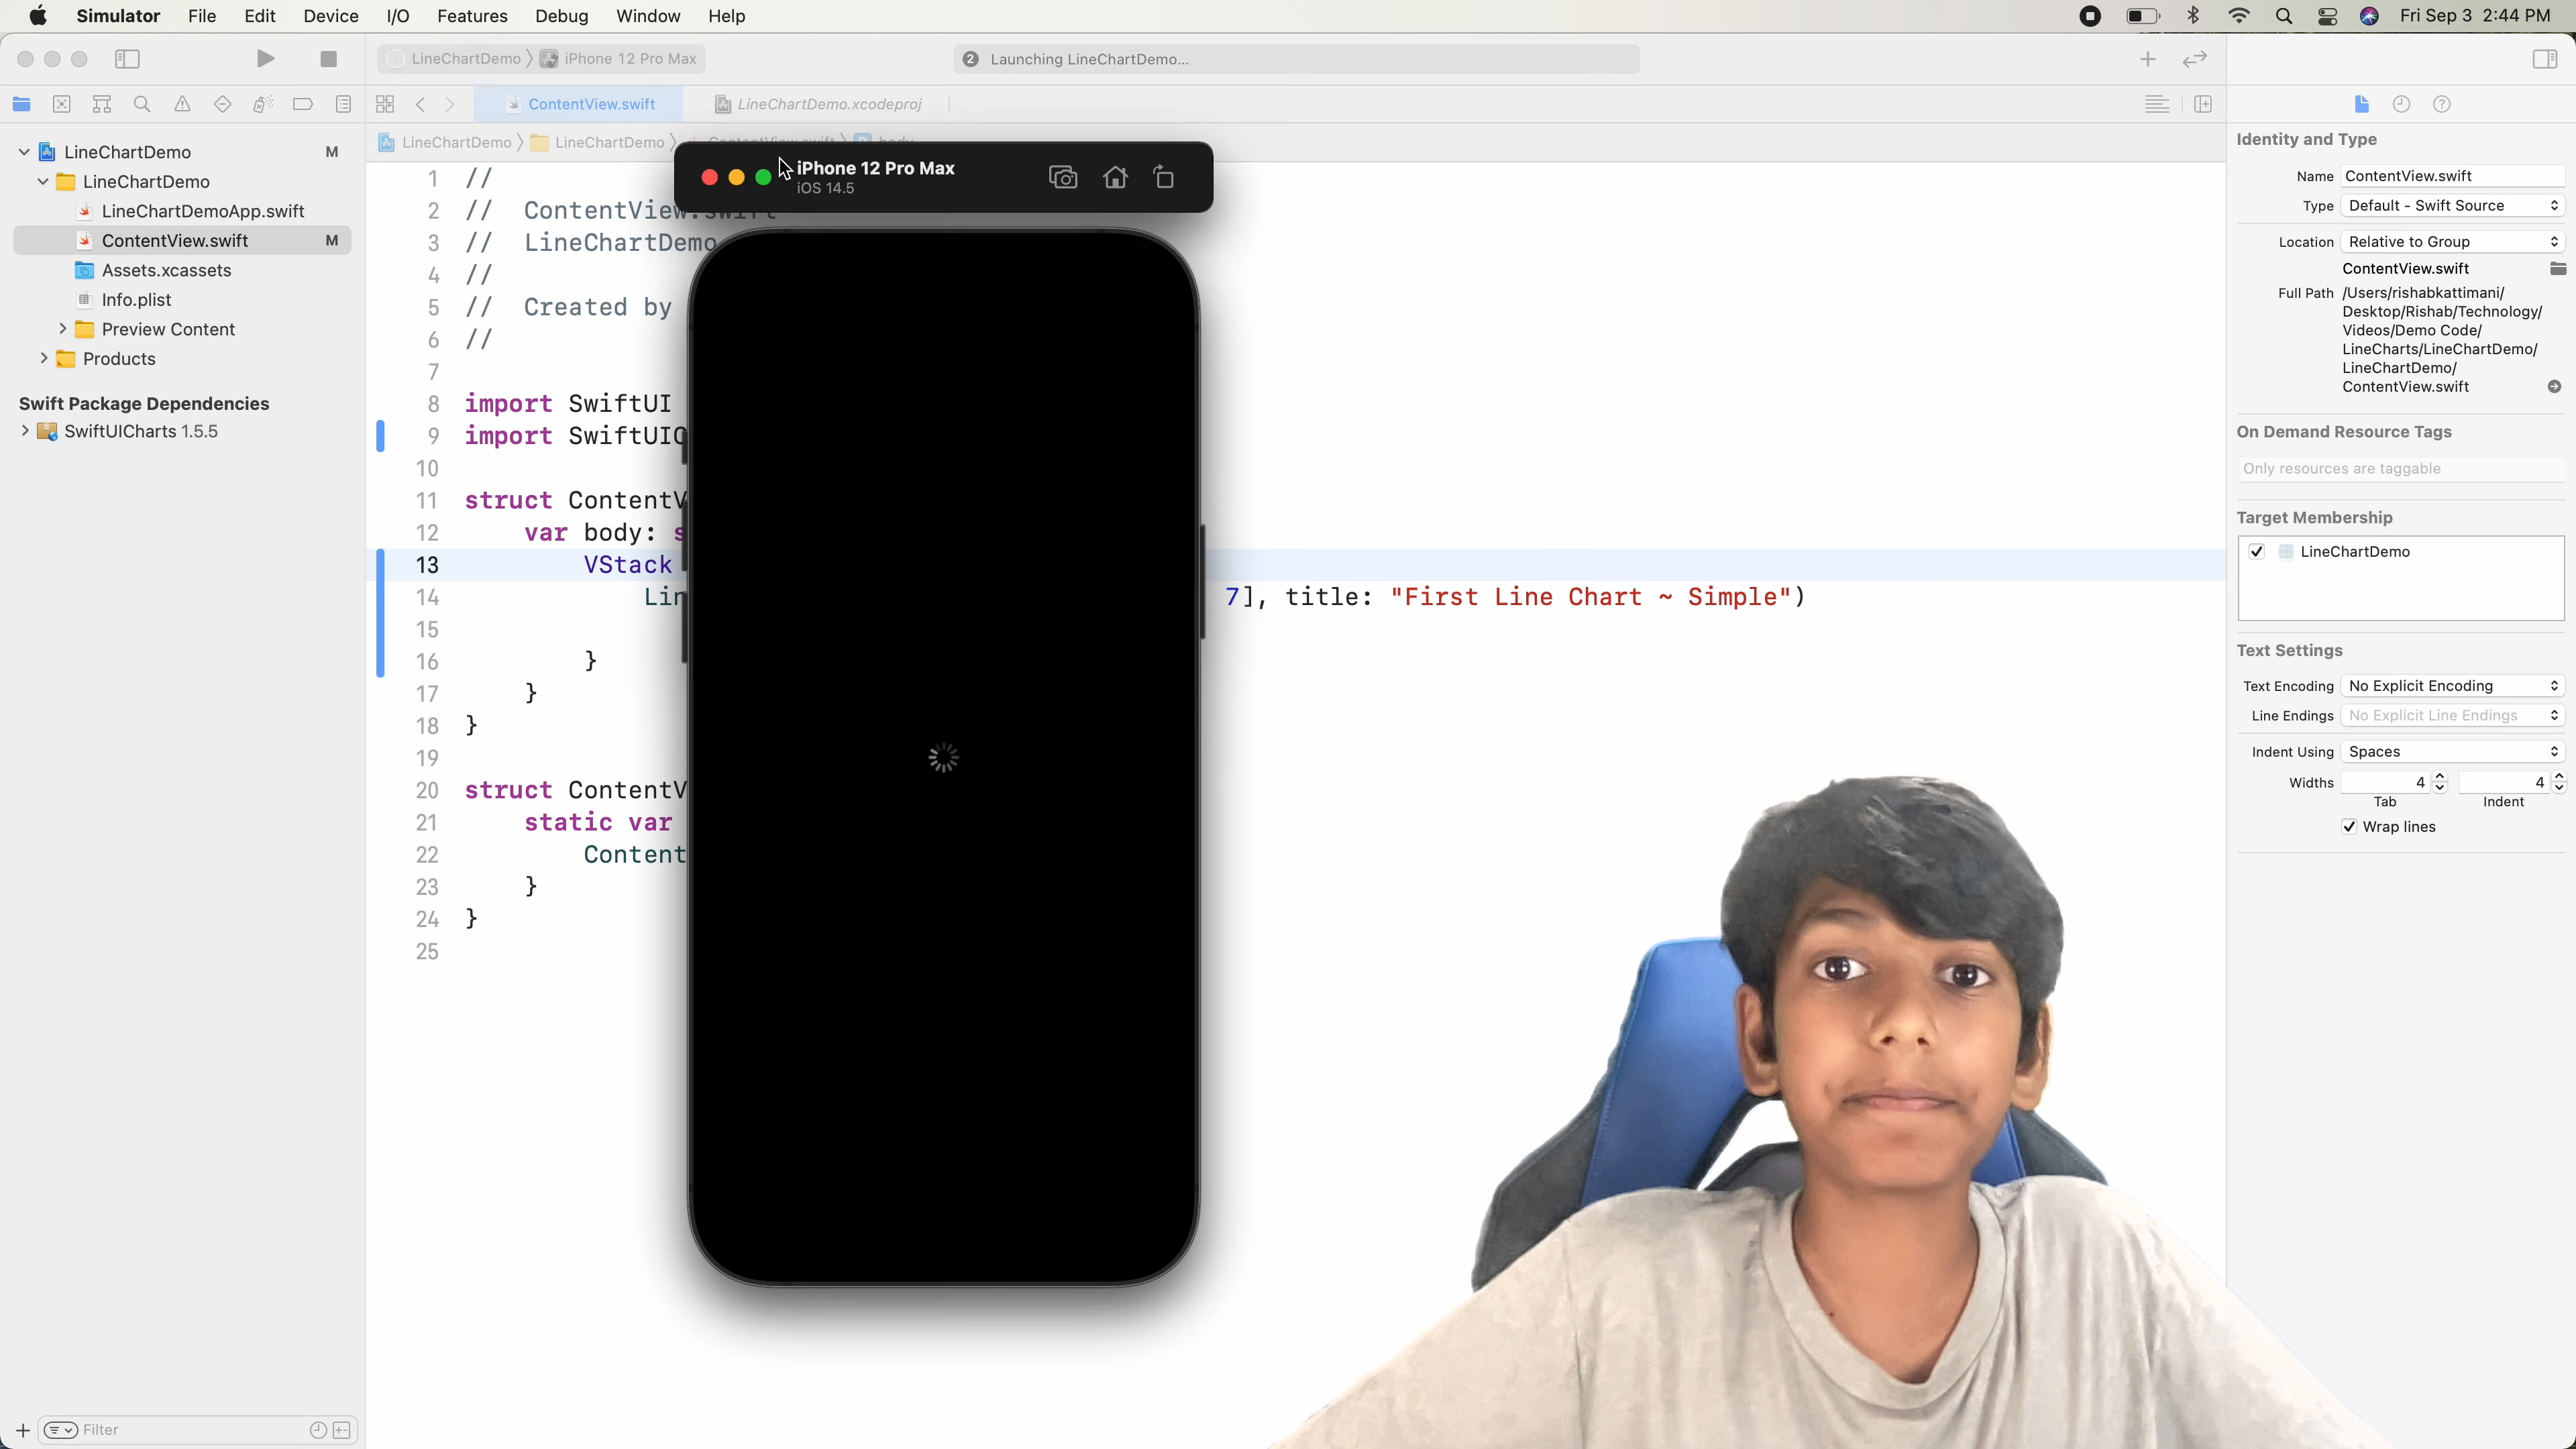 Simulator File Edit Device I/O Features Debug Window Help Fri Sep 3 2:44 PM
LineChartDemo iPhone 12 Pro Max 2 Launching LineChartDemo...
ContentView.swift LineChartDemo.xcodeproj
LineChartDemo LineChartDemo
LineChartDemo M
LineChartDemo
LineChartDemoApp.swift
ContentView.swift M
Assets.xcassets
Info.plist
Preview Content
Products
Swift Package Dependencies
SwiftUICharts 1.5.5
Filter
1 //
2 // ContentView.swift
3 // LineChartDemo
4 //
5 // Created by
6 //
7
8 import SwiftUI
9 import SwiftUIC
10
11 struct ContentV
12 var body: s
13 VStack
14 Lin 7], title: "First Line Chart ~ Simple")
15
16 }
17 }
18 }
19
20 struct ContentV
21 static var
22 Content
23 }
24 }
25
iPhone 12 Pro Max
iOS 14.5
Identity and Type
Name ContentView.swift
Type Default - Swift Source
Location Relative to Group
ContentView.swift
Full Path /Users/rishabkattimani/
Desktop/Rishab/Technology/
Videos/Demo Code/
LineCharts/LineChartDemo/
LineChartDemo/
ContentView.swift
On Demand Resource Tags
Only resources are taggable
Target Membership
LineChartDemo
Text Settings
Text Encoding No Explicit Encoding
Line Endings No Explicit Line Endings
Indent Using Spaces
Widths 4 4
Tab Indent
Wrap lines